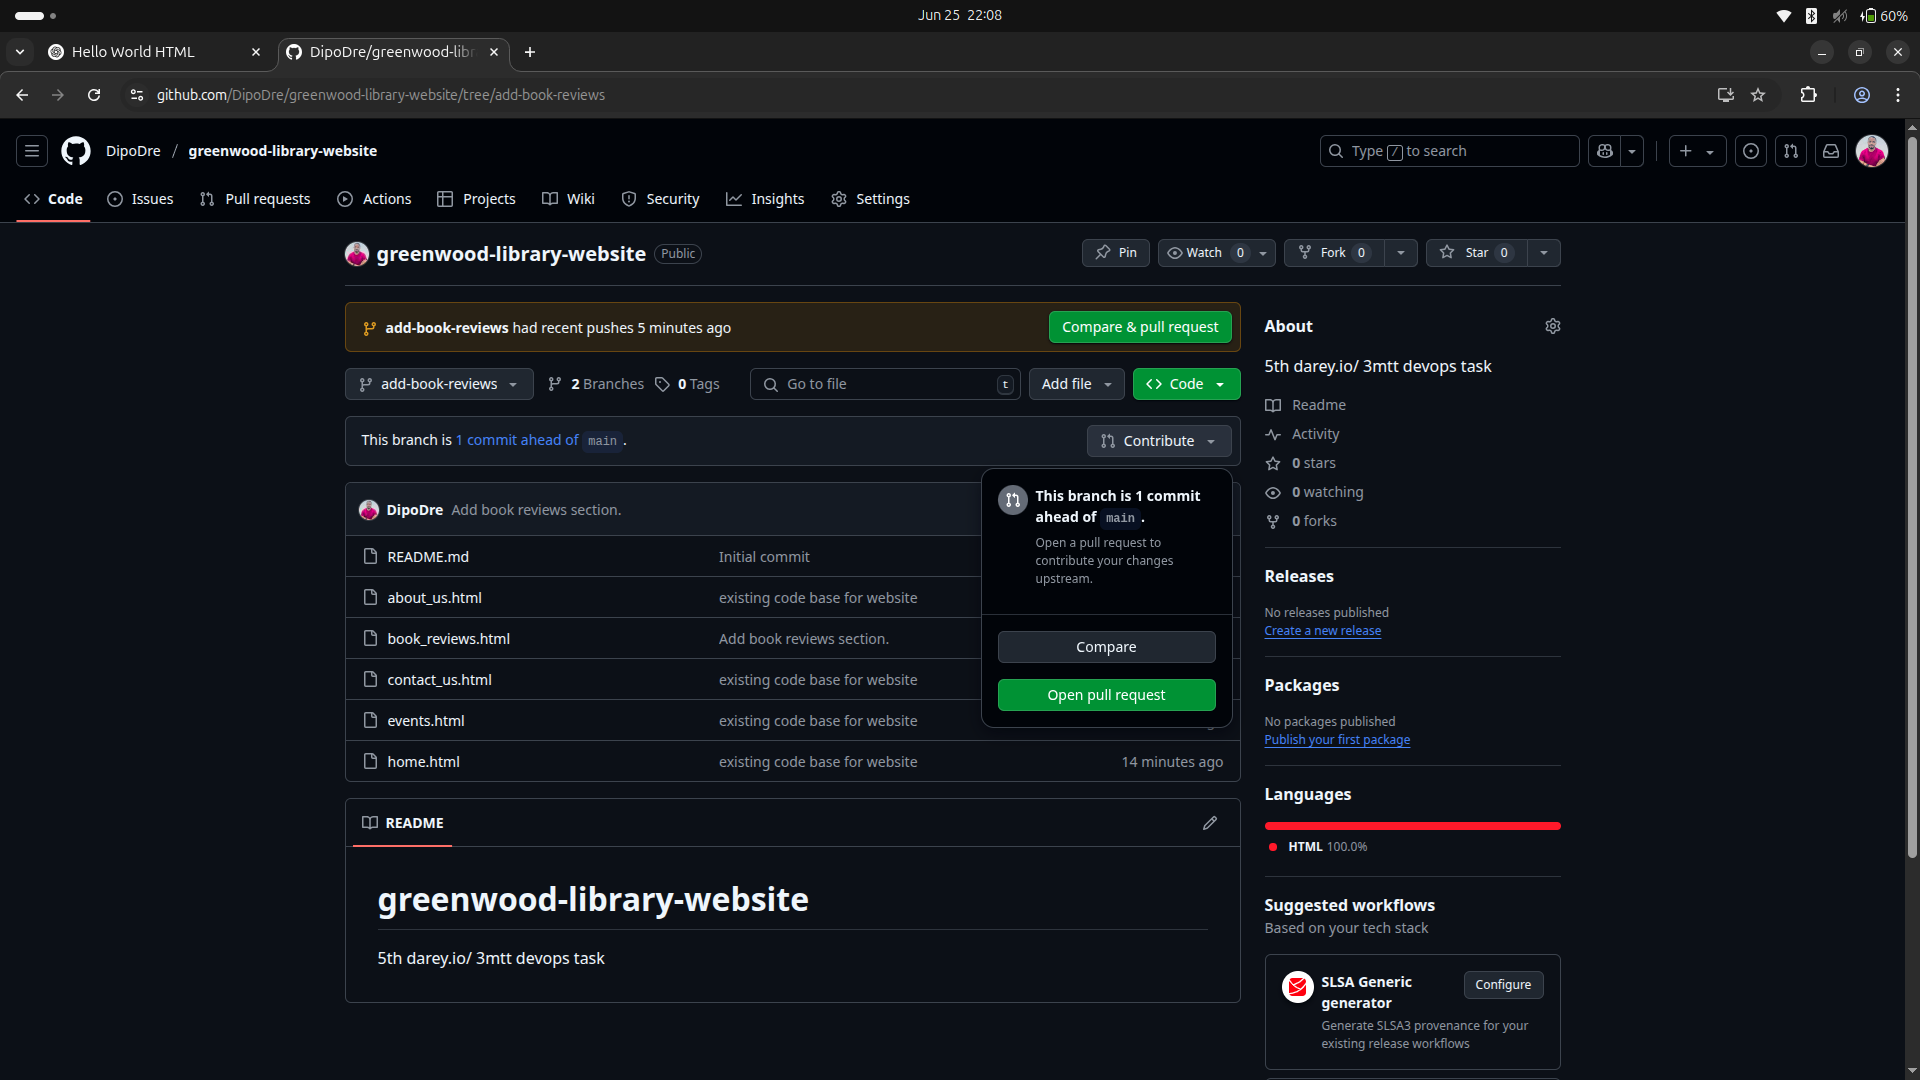 Jun 25 22:08
60%
Hello World HTML
DipoDre/greenwood-libr
github.com/DipoDre/greenwood-library-website/tree/add-book-reviews
DipoDre / greenwood-library-website
Type / to search
Code
Issues
Pull requests
Actions
Projects
Wiki
Security
Insights
Settings
greenwood-library-website Public
Pin
Watch 0
Fork 0
Star 0
add-book-reviews had recent pushes 5 minutes ago
Compare & pull request
add-book-reviews
2 Branches
0 Tags
Go to file
t
Add file
Code
This branch is 1 commit ahead of main .
Contribute
This branch is 1 commit
ahead of main .
Open a pull request to
contribute your changes
upstream.
Compare
Open pull request
DipoDre Add book reviews section.
README.md Initial commit
about_us.html existing code base for website
book_reviews.html Add book reviews section.
contact_us.html existing code base for website
events.html existing code base for website
home.html existing code base for website 14 minutes ago
README
greenwood-library-website
5th darey.io/ 3mtt devops task
About
5th darey.io/ 3mtt devops task
Readme
Activity
0 stars
0 watching
0 forks
Releases
No releases published
Create a new release
Packages
No packages published
Publish your first package
Languages
HTML 100.0%
Suggested workflows
Based on your tech stack
SLSA Generic
generator
Configure
Generate SLSA3 provenance for your
existing release workflows